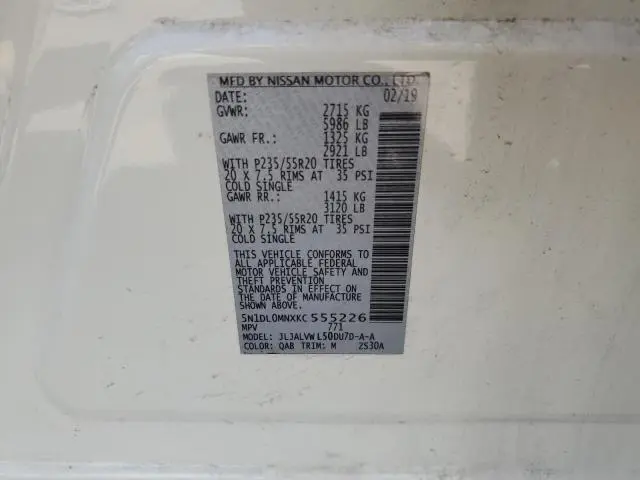 MFD BY NISSAN MOTOR CO., LTD.
DATE: 02/19
GVWR: 2715 KG
5986 LB
GAWR FR.: 1325 KG
2921 LB
WITH P235/55R20 TIRES
20 X 7.5 RIMS AT 35 PSI
COLD SINGLE
GAWR RR.: 1415 KG
3120 LB
WITH P235/55R20 TIRES
20 X 7.5 RIMS AT 35 PSI
COLD SINGLE
THIS VEHICLE CONFORMS TO
ALL APPLICABLE FEDERAL
MOTOR VEHICLE SAFETY AND
THEFT PREVENTION
STANDARDS IN EFFECT ON
THE DATE OF MANUFACTURE
SHOWN ABOVE.
5N1DL0MNXKC555226
MPV 771
MODEL: JLJALVWL50DU7D-A-A
COLOR: QAB TRIM: M 2S30A